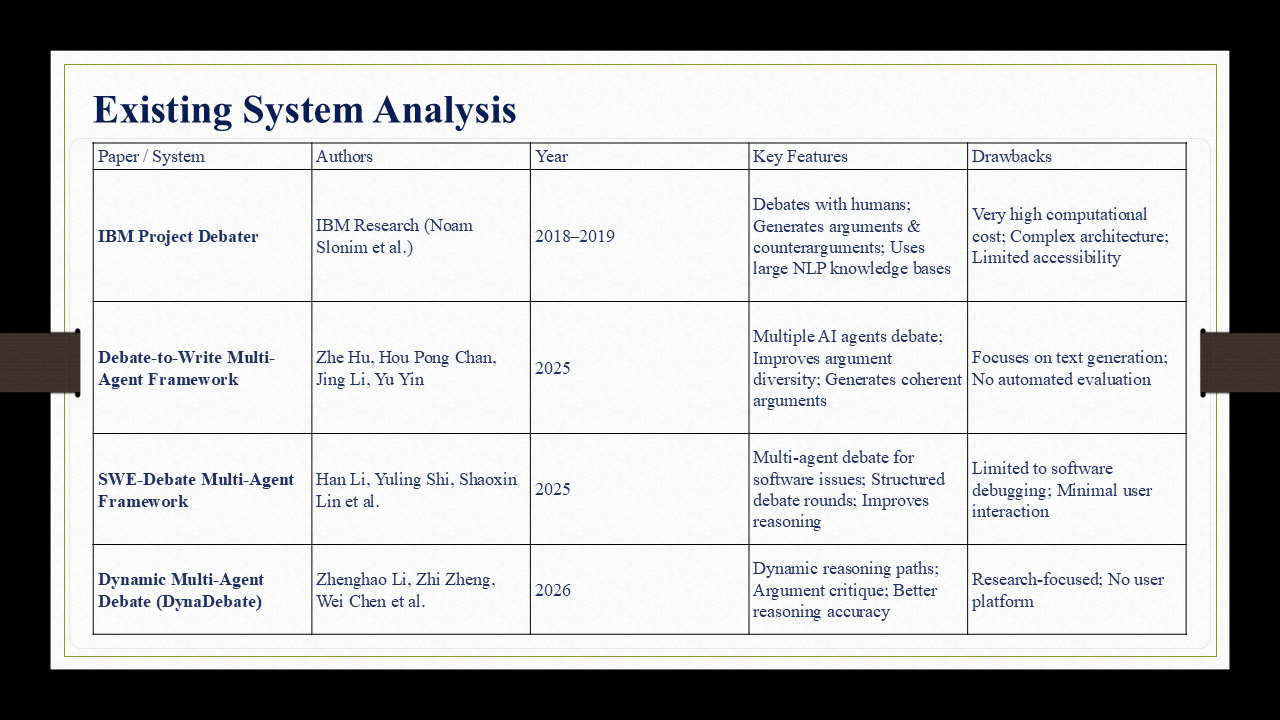 Existing System Analysis
Paper / System
Authors
Year
Key Features
Drawbacks
IBM Project Debater
IBM Research (Noam
Slonim et al.)
2018–2019
Debates with humans;
Generates arguments &
counterarguments; Uses
large NLP knowledge bases
Very high computational
cost; Complex architecture;
Limited accessibility
Debate-to-Write Multi-
Agent Framework
Zhe Hu, Hou Pong Chan,
Jing Li, Yu Yin
2025
Multiple AI agents debate;
Improves argument
diversity; Generates coherent
arguments
Focuses on text generation;
No automated evaluation
SWE-Debate Multi-Agent
Framework
Han Li, Yuling Shi, Shaoxin
Lin et al.
2025
Multi-agent debate for
software issues; Structured
debate rounds; Improves
reasoning
Limited to software
debugging; Minimal user
interaction
Dynamic Multi-Agent
Debate (DynaDebate)
Zhenghao Li, Zhi Zheng,
Wei Chen et al.
2026
Dynamic reasoning paths;
Argument critique; Better
reasoning accuracy
Research-focused; No user
platform